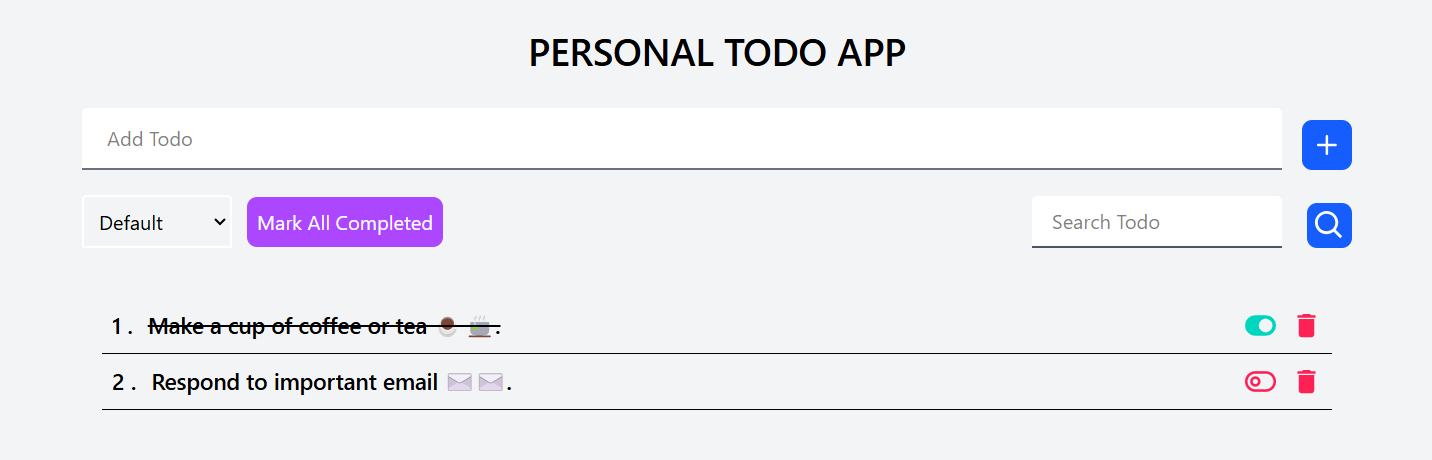 PERSONAL TODO APP
Add Todo
Default Mark All Completed Search Todo
1 . Make a cup of coffee or tea ☕ 🍵.
2 . Respond to important email ✉️ ✉️.